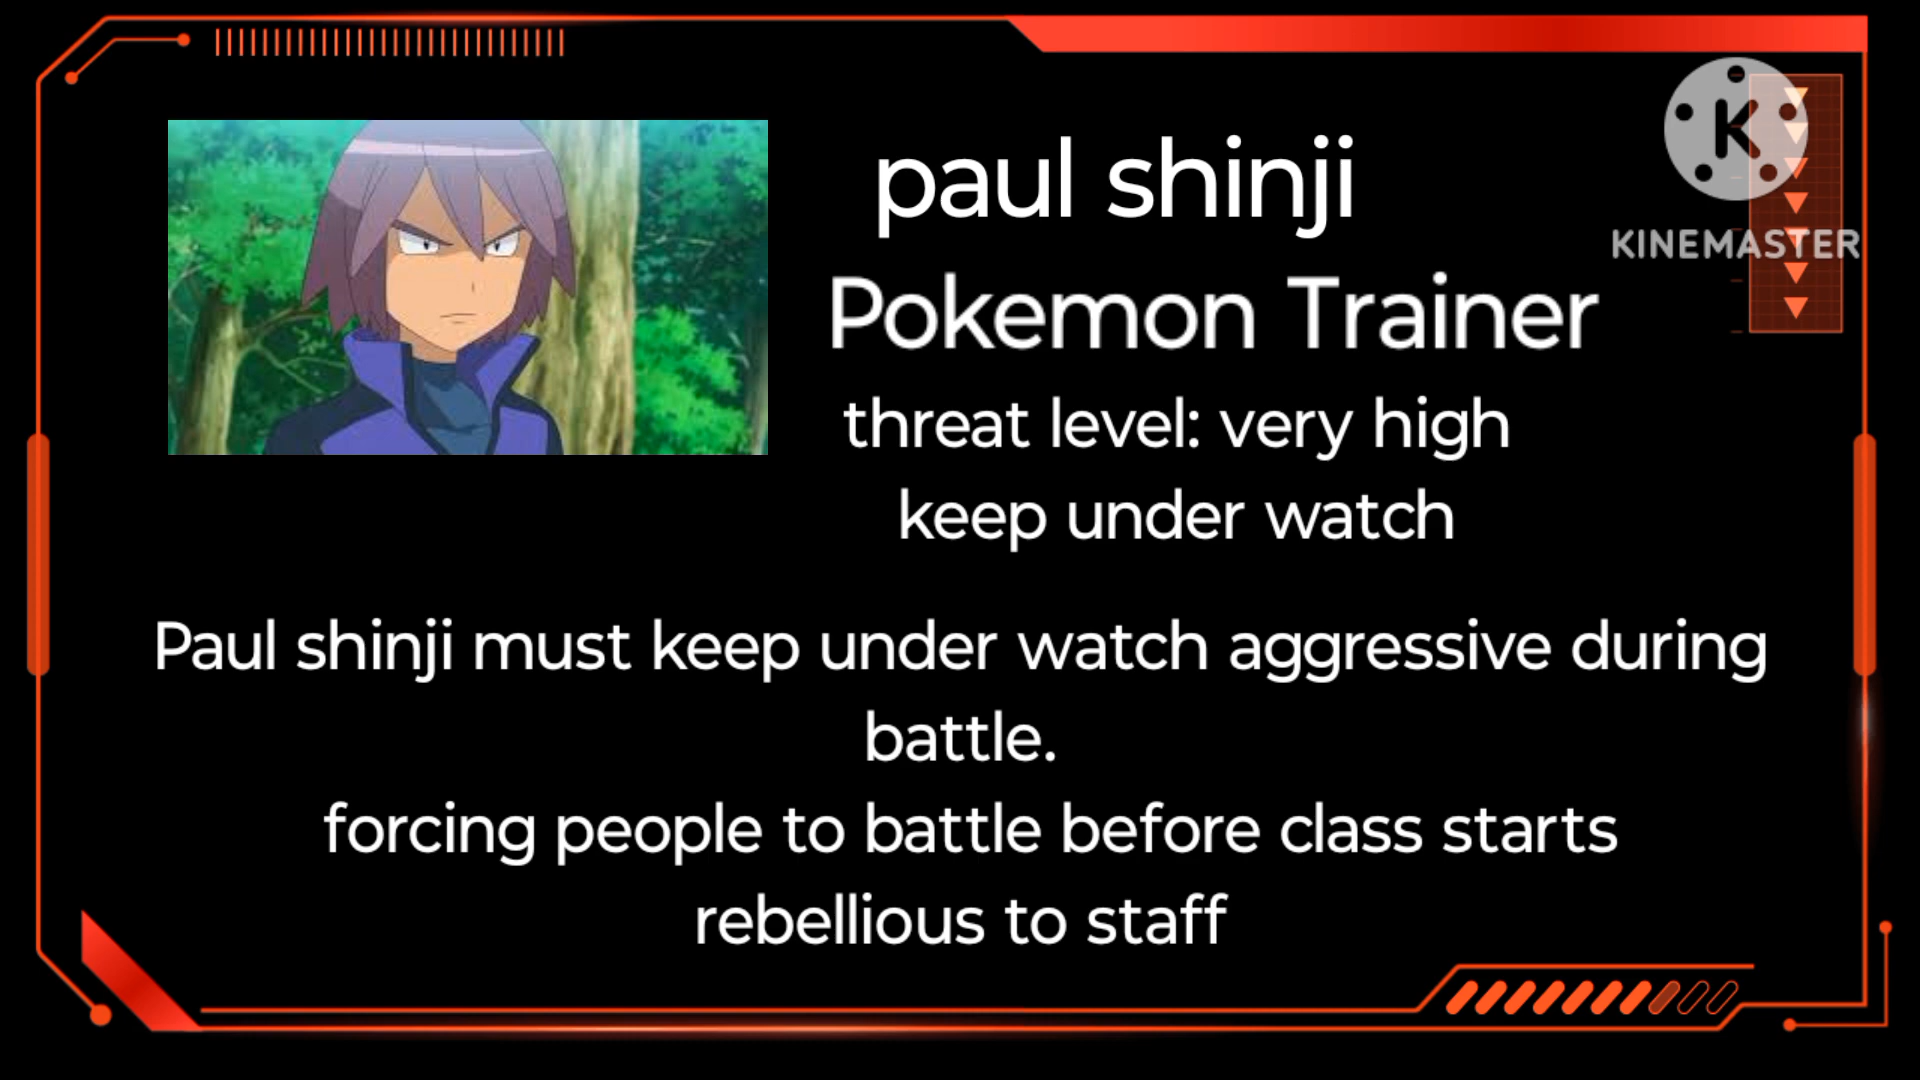 paul shinji
Pokemon Trainer
threat level: very high
keep under watch
K
KINEMASTER
Paul shinji must keep under watch aggressive during
battle.
forcing people to battle before class starts
rebellious to staff